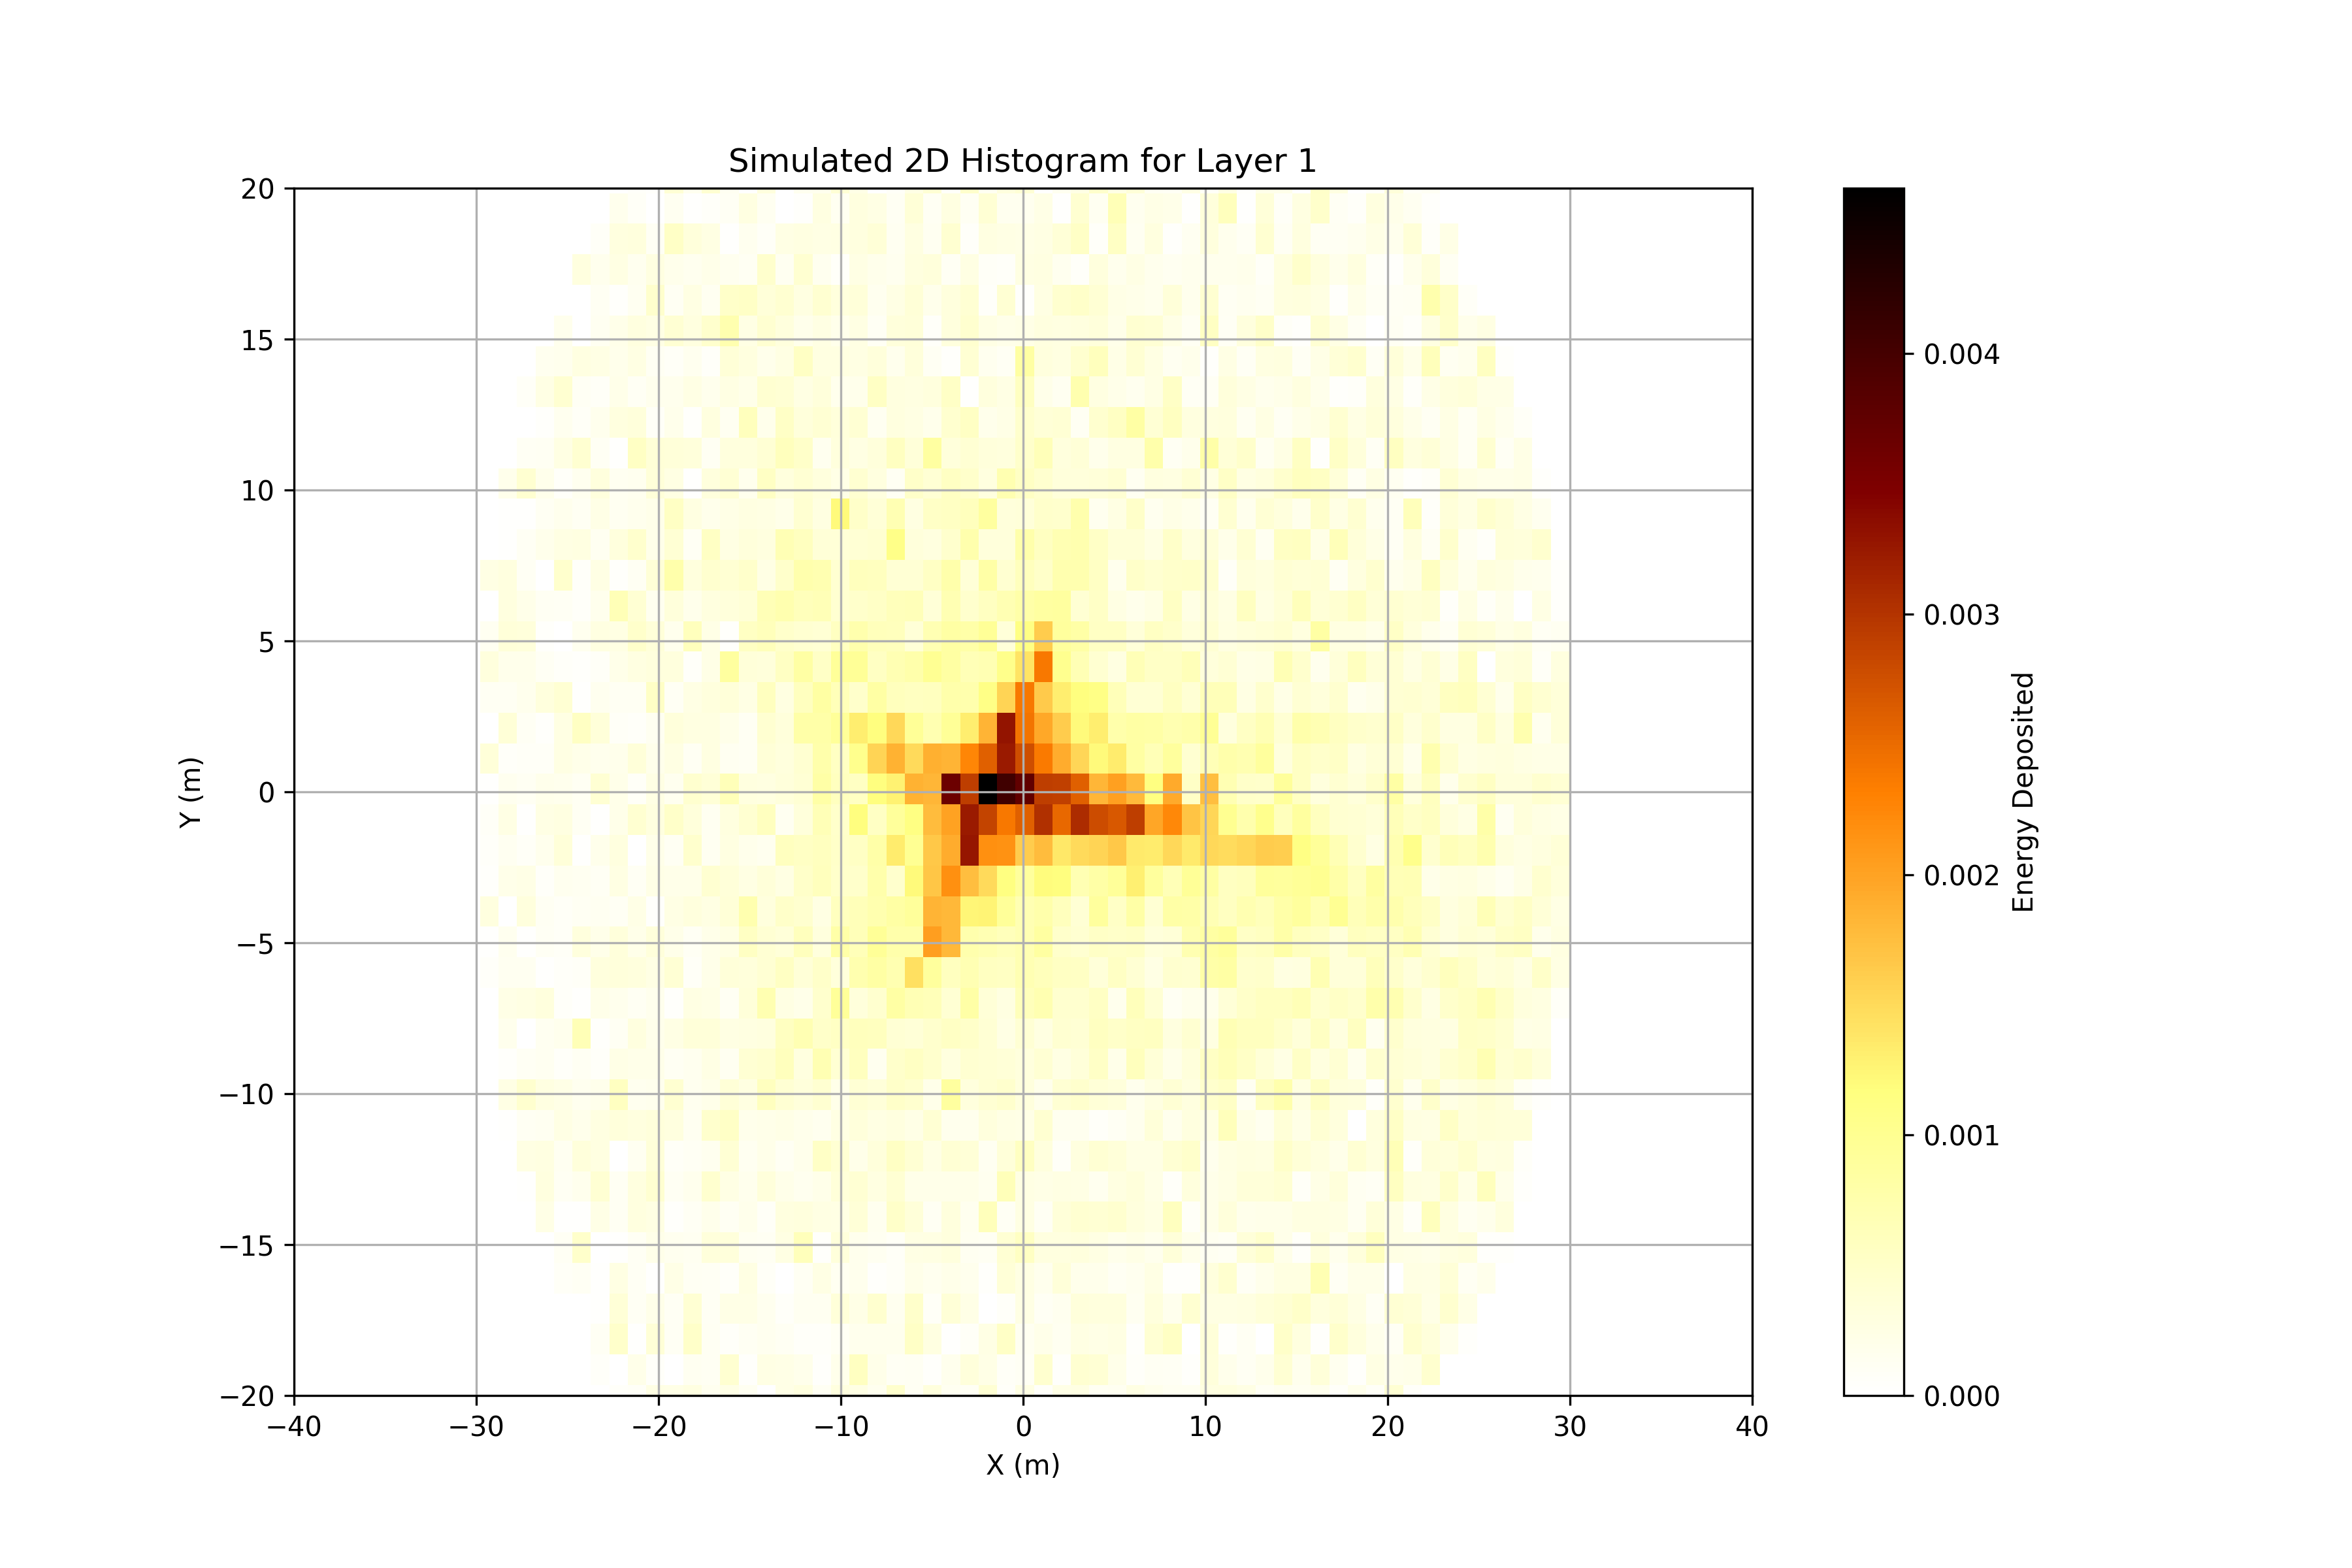 Simulated 2D Histogram for Layer 1
20
15
10
5
0
−5
−10
−15
−20
Y (m)
−40 −30 −20 −10 0 10 20 30 40
X (m)
0.004
0.003
0.002
0.001
0.000
Energy Deposited